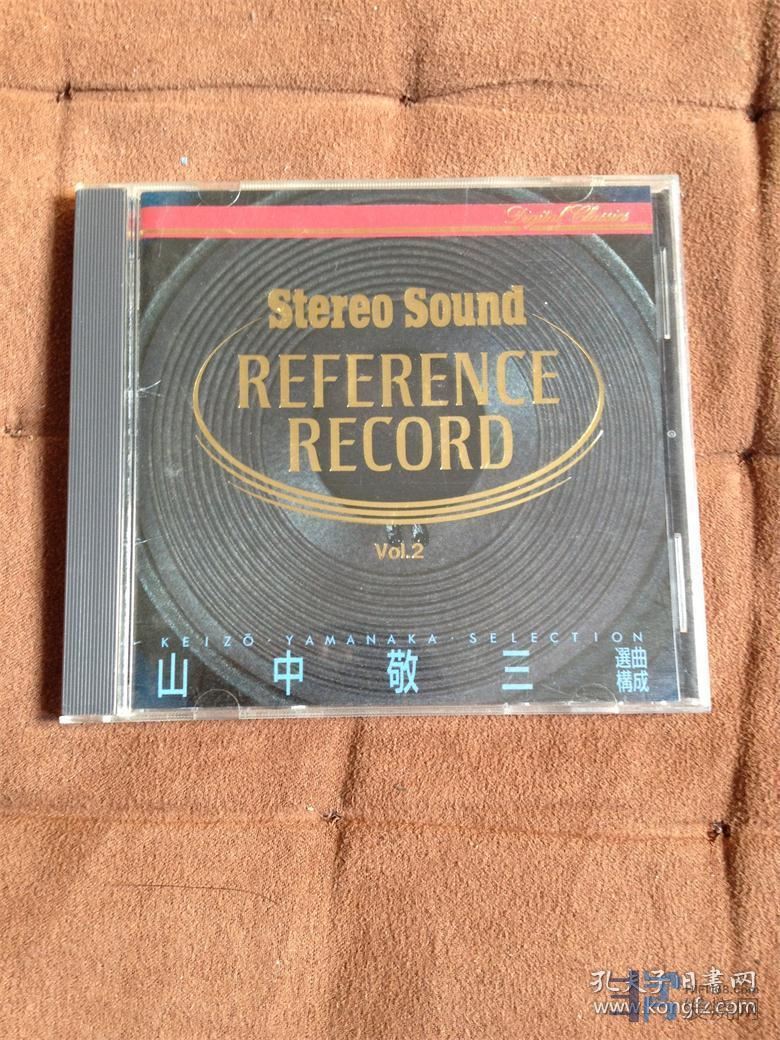 Digital Classics
Stereo Sound
REFERENCE
RECORD
Vol.2
KEIZŌ·YAMANAKA·SELECTION
山中敬三 選曲
構成
孔夫子旧書网
www.kongfz.com